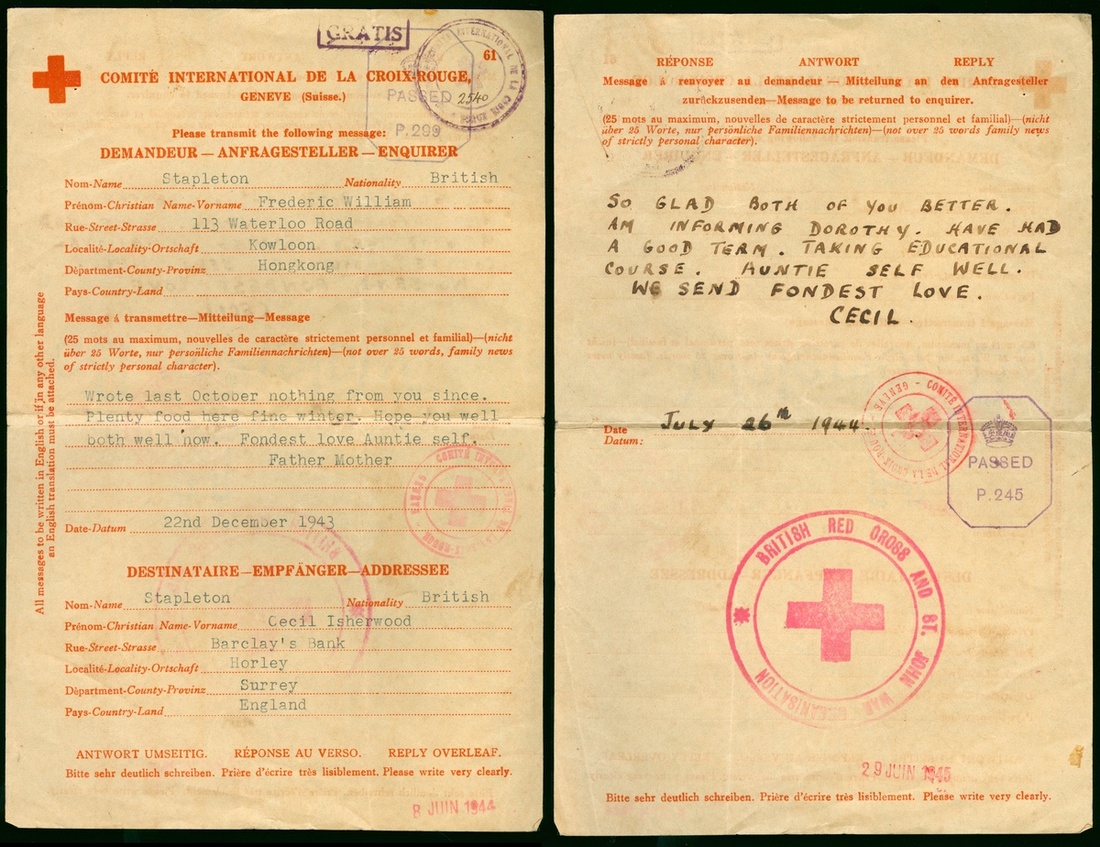 GRATIS
61
COMITÉ INTERNATIONAL DE LA CROIX-ROUGE,
GENEVE (Suisse.)
PASSED
2540
P.299
Please transmit the following message:
DEMANDEUR — ANFRAGESTELLER — ENQUIRER
Nom-Name Stapleton Nationality British
Prénom-Christian Name-Vorname Frederic William
Rue-Street-Strasse 113 Waterloo Road
Localité-Locality-Ortschaft Kowloon
Départment-County-Provinz Hongkong
Pays-Country-Land
Message á transmettre—Mitteilung—Message
(25 mots au maximum, nouvelles de caractère strictement personnel et familial)—(nicht
über 25 Worte, nur persönliche Familiennachrichten)—(not over 25 words, family news
of strictly personal character).
Wrote last October nothing from you since.
Plenty food here fine winter. Hope you well
both well now. Fondest love Auntie self.
Father Mother
Date-Datum 22nd December 1943
DESTINATAIRE—EMPFÄNGER—ADDRESSEE
Nom-Name Stapleton Nationality British
Prénom-Christian Name-Vorname Cecil Isherwood
Rue-Street-Strasse Barclay's Bank
Localité-Locality-Ortschaft Horley
Départment-County-Provinz Surrey
Pays-Country-Land England
ANTWORT UMSEITIG. RÉPONSE AU VERSO. REPLY OVERLEAF.
Bitte sehr deutlich schreiben. Prière d'écrire très lisiblement. Please write very clearly.
8 JUIN 1944
All messages to be written in English or if in any other language
an English translation must be attached.
RÉPONSE ANTWORT REPLY
Message á renvoyer au demandeur — Mitteilung an den Anfragesteller
zurückzusenden—Message to be returned to enquirer.
(25 mots au maximum, nouvelles de caractère strictement personnel et familial)—(nicht
über 25 Worte, nur persönliche Familiennachrichten)—(not over 25 words family news
of strictly personal character).
SO GLAD BOTH OF YOU BETTER.
AM INFORMING DOROTHY. HAVE HAD
A GOOD TERM. TAKING EDUCATIONAL
COURSE. AUNTIE SELF WELL.
WE SEND FONDEST LOVE.
CECIL.
Date
Datum: July 26th 1944
COMITÉ INTERNATIONAL DE LA CROIX-ROUGE - GENEVE -
PASSED
P.245
BRITISH RED CROSS AND ST. JOHN WAR ORGANISATION
29 JUIN 1945
Bitte sehr deutlich schreiben. Prière d'écrire très lisiblement. Please write very clearly.